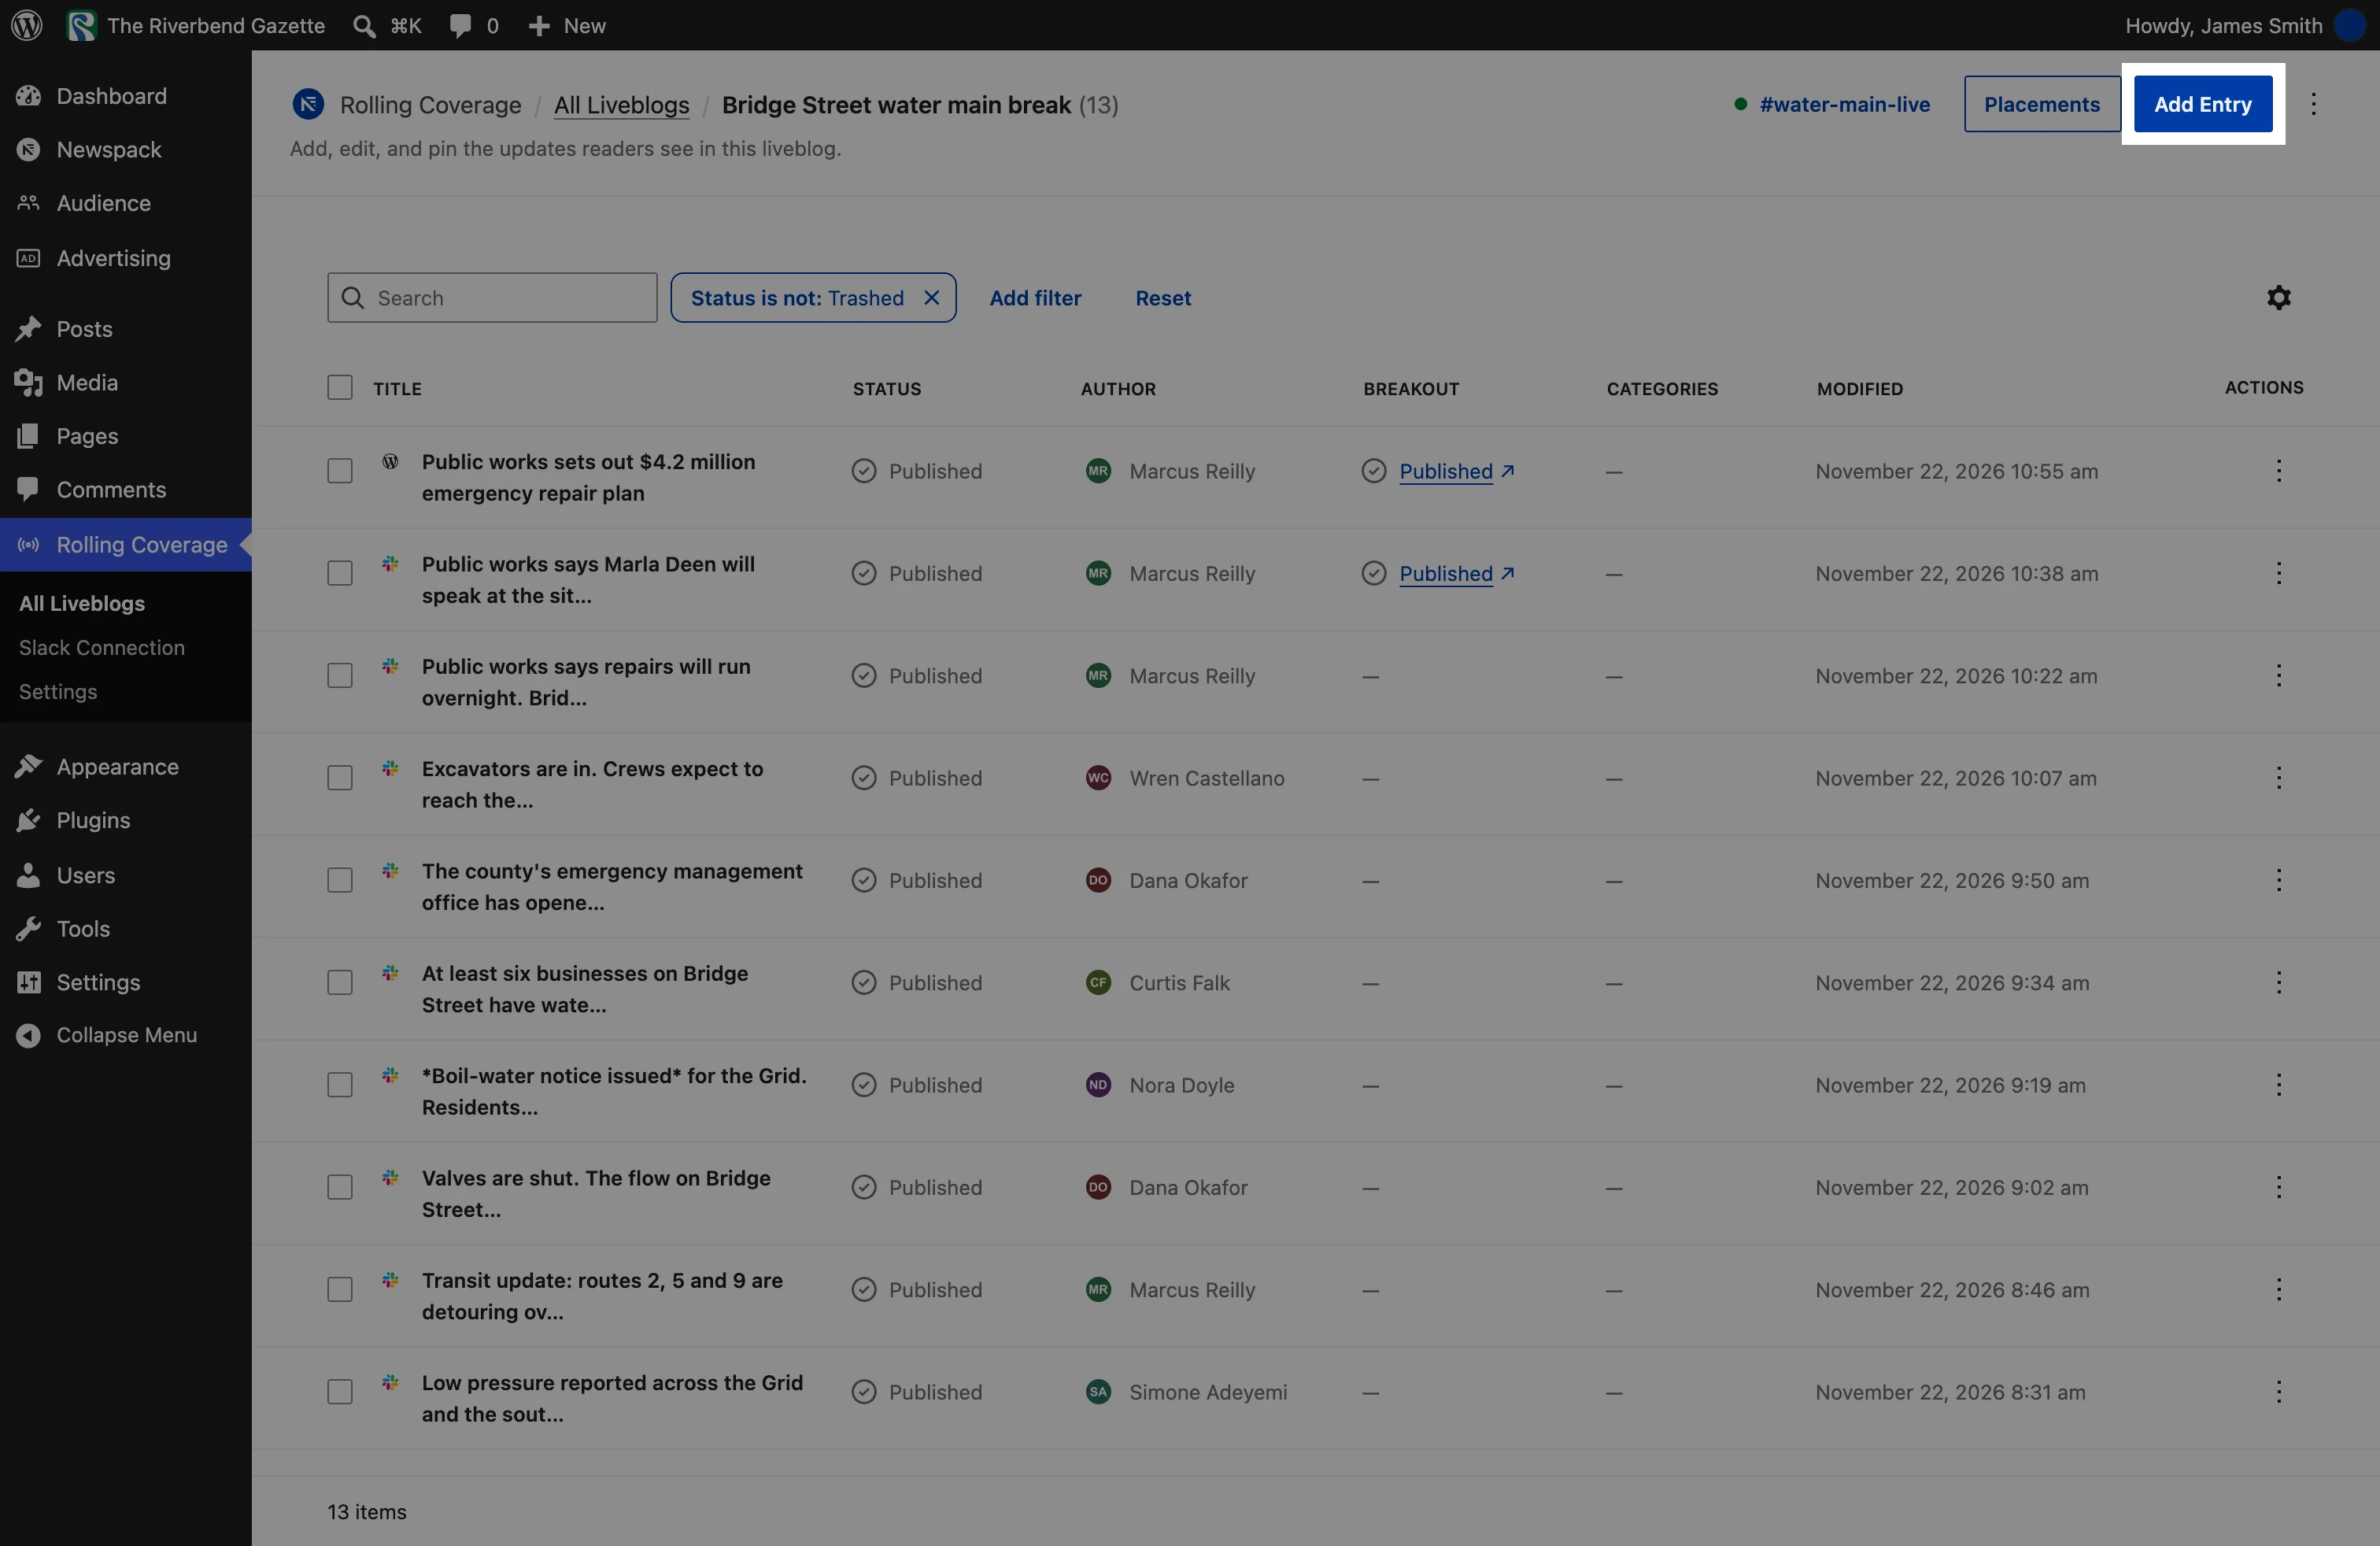 The Riverbend Gazette ⌘K 0 New Howdy, James Smith
Dashboard
Newspack
Audience
Advertising
Posts
Media
Pages
Comments
Rolling Coverage
All Liveblogs
Slack Connection
Settings
Appearance
Plugins
Users
Tools
Settings
Collapse Menu
Rolling Coverage / All Liveblogs / Bridge Street water main break (13)
#water-main-live Placements Add Entry
Add, edit, and pin the updates readers see in this liveblog.
Search Status is not: Trashed Add filter Reset
TITLE STATUS AUTHOR BREAKOUT CATEGORIES MODIFIED ACTIONS
Public works sets out $4.2 million
emergency repair plan
Published MR Marcus Reilly Published ↗ — November 22, 2026 10:55 am
Public works says Marla Deen will
speak at the sit...
Published MR Marcus Reilly Published ↗ — November 22, 2026 10:38 am
Public works says repairs will run
overnight. Brid...
Published MR Marcus Reilly — — November 22, 2026 10:22 am
Excavators are in. Crews expect to
reach the...
Published WC Wren Castellano — — November 22, 2026 10:07 am
The county's emergency management
office has opene...
Published DO Dana Okafor — — November 22, 2026 9:50 am
At least six businesses on Bridge
Street have wate...
Published CF Curtis Falk — — November 22, 2026 9:34 am
*Boil-water notice issued* for the Grid.
Residents...
Published ND Nora Doyle — — November 22, 2026 9:19 am
Valves are shut. The flow on Bridge
Street...
Published DO Dana Okafor — — November 22, 2026 9:02 am
Transit update: routes 2, 5 and 9 are
detouring ov...
Published MR Marcus Reilly — — November 22, 2026 8:46 am
Low pressure reported across the Grid
and the sout...
Published SA Simone Adeyemi — — November 22, 2026 8:31 am
13 items